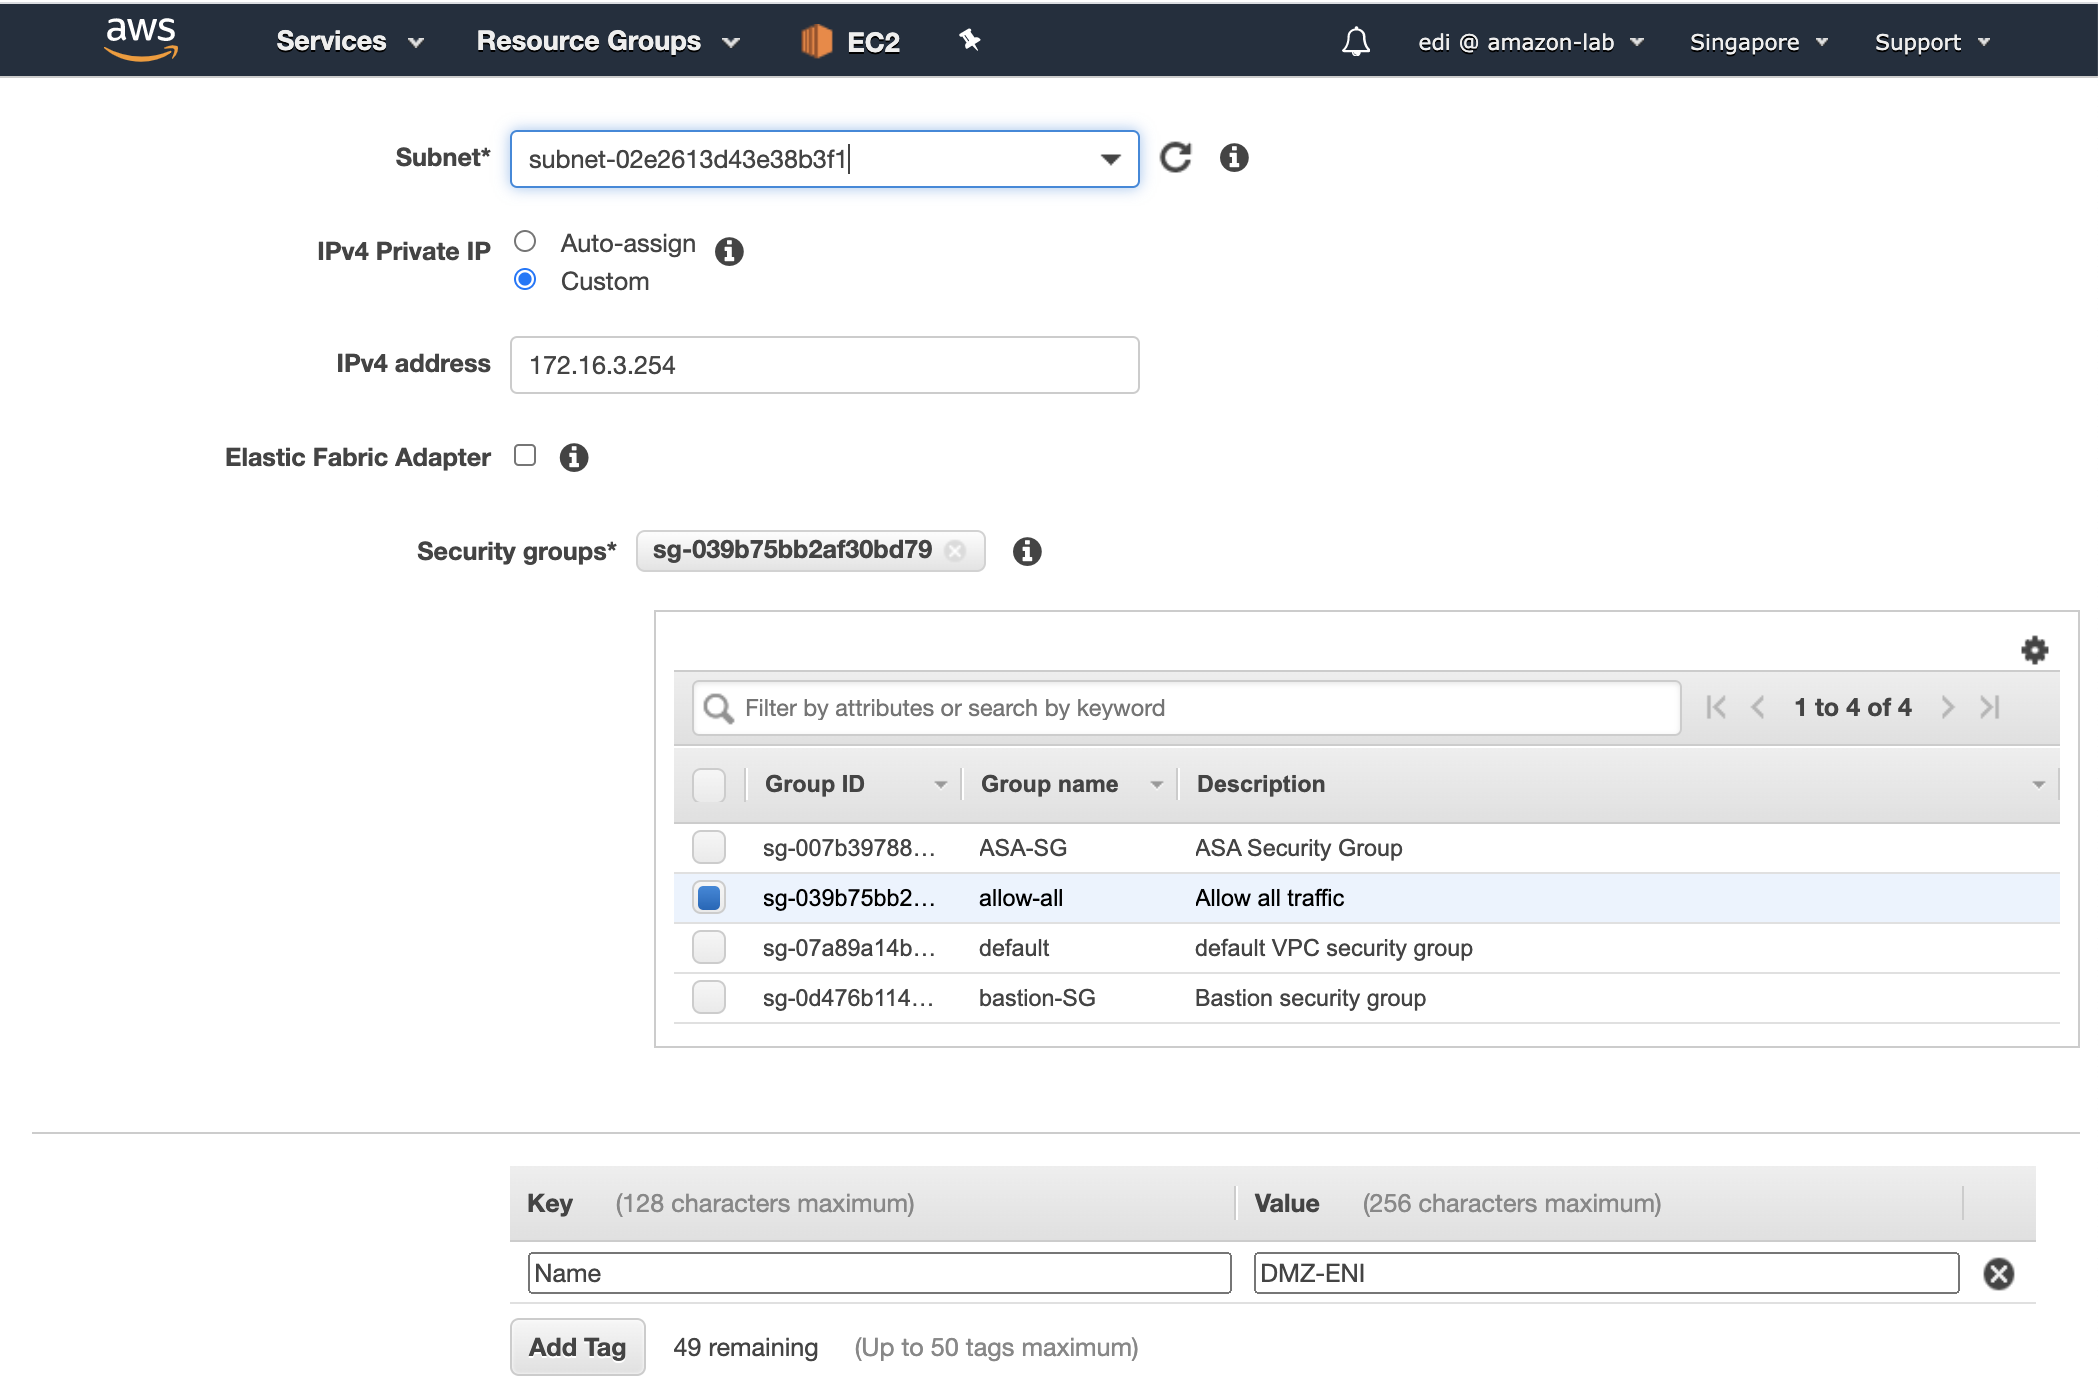 aws Services Resource Groups EC2 edi @ amazon-lab Singapore Support
Subnet* subnet-02e2613d43e38b3f1
IPv4 Private IP Auto-assign
Custom
IPv4 address 172.16.3.254
Elastic Fabric Adapter
Security groups* sg-039b75bb2af30bd79
Filter by attributes or search by keyword 1 to 4 of 4
Group ID Group name Description
sg-007b39788... ASA-SG ASA Security Group
sg-039b75bb2... allow-all Allow all traffic
sg-07a89a14b... default default VPC security group
sg-0d476b114... bastion-SG Bastion security group
Key (128 characters maximum) Value (256 characters maximum)
Name DMZ-ENI
Add Tag 49 remaining (Up to 50 tags maximum)